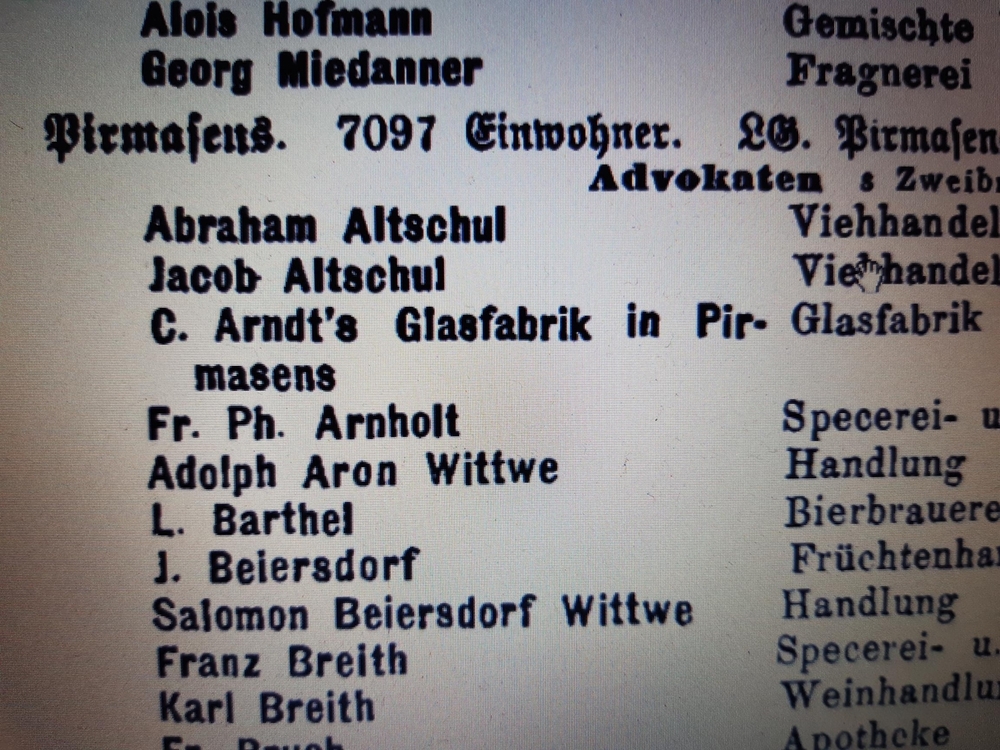 Alois Hofmann Gemischte
Georg Miedanner Fragnerei
Pirmasens. 7097 Einwohner. LG. Pirmasen
Advokaten s Zweibr
Abraham Altschul Viehhandel
Jacob Altschul Viehhandel
C. Arndt's Glasfabrik in Pir- Glasfabrik
masens
Fr. Ph. Arnholt Specerei- u
Adolph Aron Wittwe Handlung
L. Barthel Bierbrauere
J. Beiersdorf Früchtenha
Salomon Beiersdorf Wittwe Handlung
Franz Breith Specerei- u.
Karl Breith Weinhandlu
Fr. Apotheke